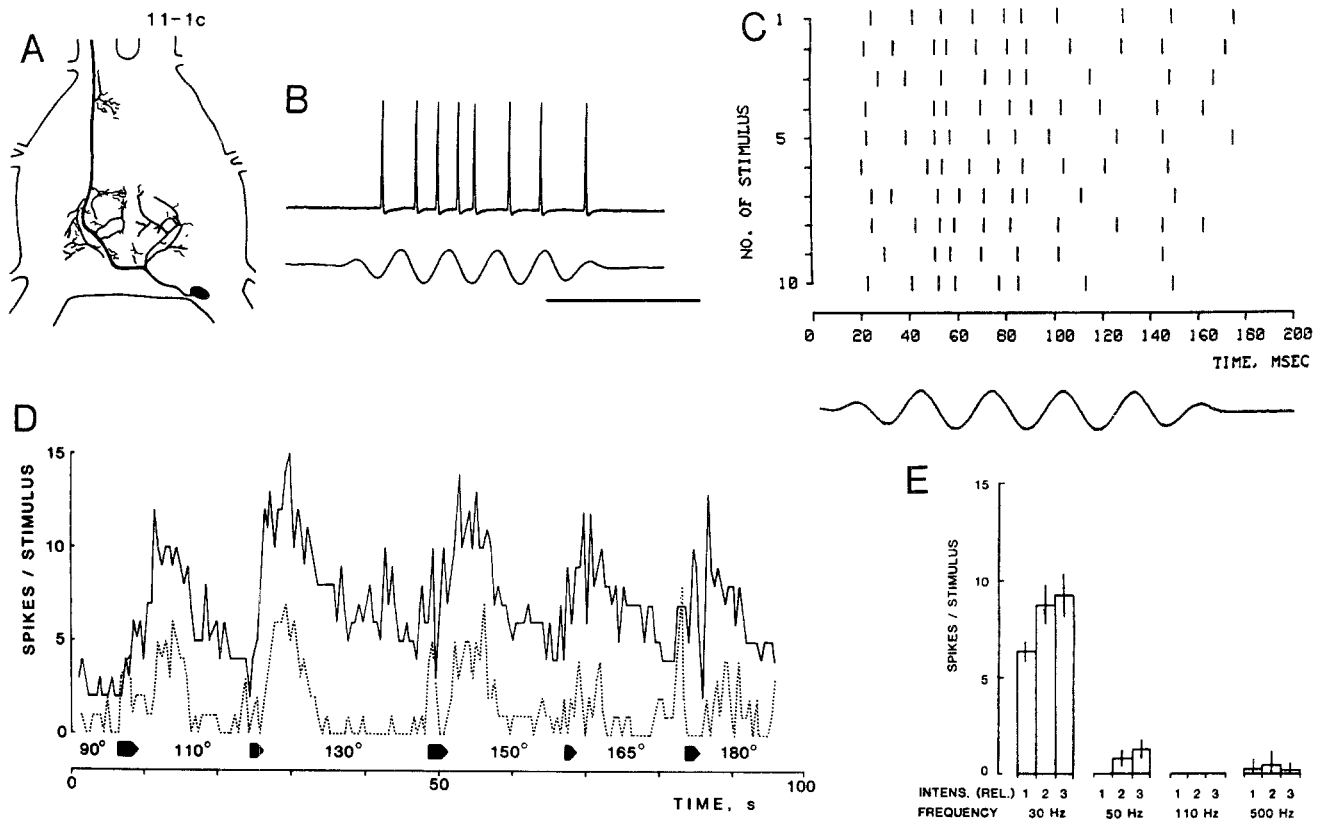 11-1c
A
B
C
NO. OF STIMULUS
1
5
10
0 20 40 60 80 100 120 140 160 180 200
TIME, MSEC
D
SPIKES / STIMULUS
15
10
5
0
90° 110° 130° 150° 165° 180°
0 50 100
TIME, s
E
SPIKES / STIMULUS
15
10
5
0
INTENS. (REL.) 1 2 3 1 2 3 1 2 3 1 2 3
FREQUENCY 30 Hz 50 Hz 110 Hz 500 Hz